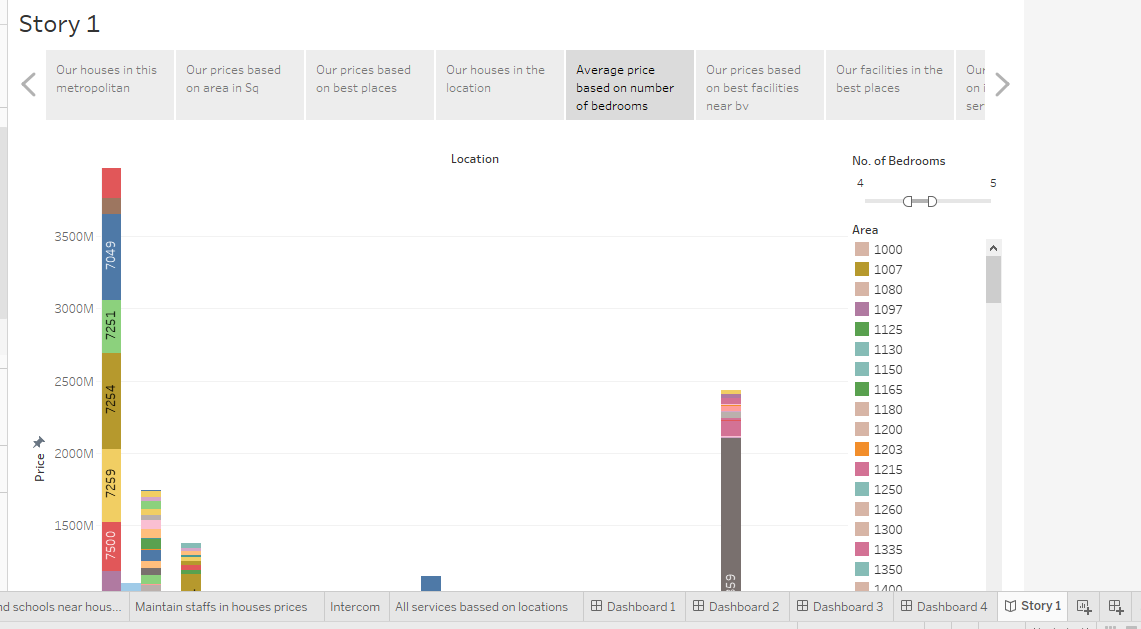 Story 1
Our houses in this
metropolitan
Our prices based
on area in Sq
Our prices based
on best places
Our houses in the
location
Average price
based on number
of bedrooms
Our prices based
on best facilities
near by
Our facilities in the
best places
Our
on i
ser
Location
No. of Bedrooms
4
5
Area
1000
1007
1080
1097
1125
1130
1150
1165
1180
1200
1203
1215
1250
1260
1300
1335
1350
1400
3500M
3000M
2500M
2000M
1500M
Price
7049
7251
7254
7259
7500
59
nd schools near hous...
Maintain staffs in houses prices
Intercom
All services bassed on locations
Dashboard 1
Dashboard 2
Dashboard 3
Dashboard 4
Story 1